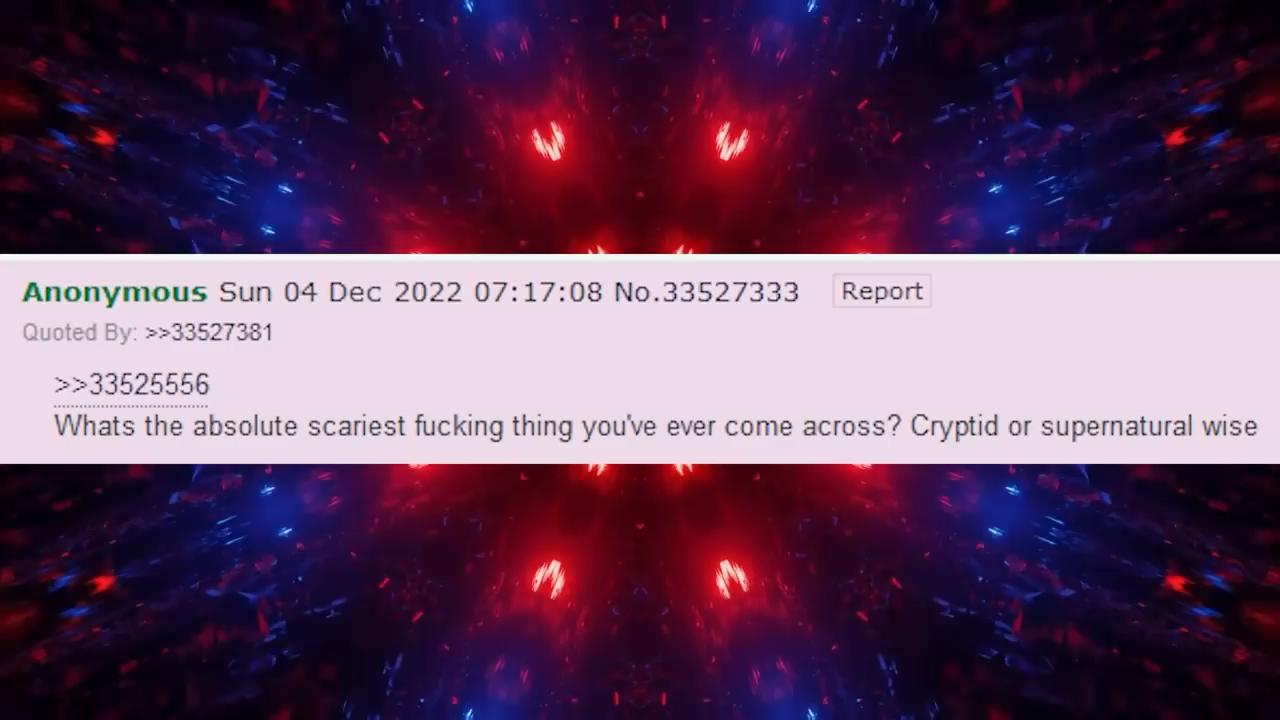 Anonymous Sun 04 Dec 2022 07:17:08 No.33527333 Report
Quoted By: >>33527381
>>33525556
Whats the absolute scariest fucking thing you've ever come across? Cryptid or supernatural wise